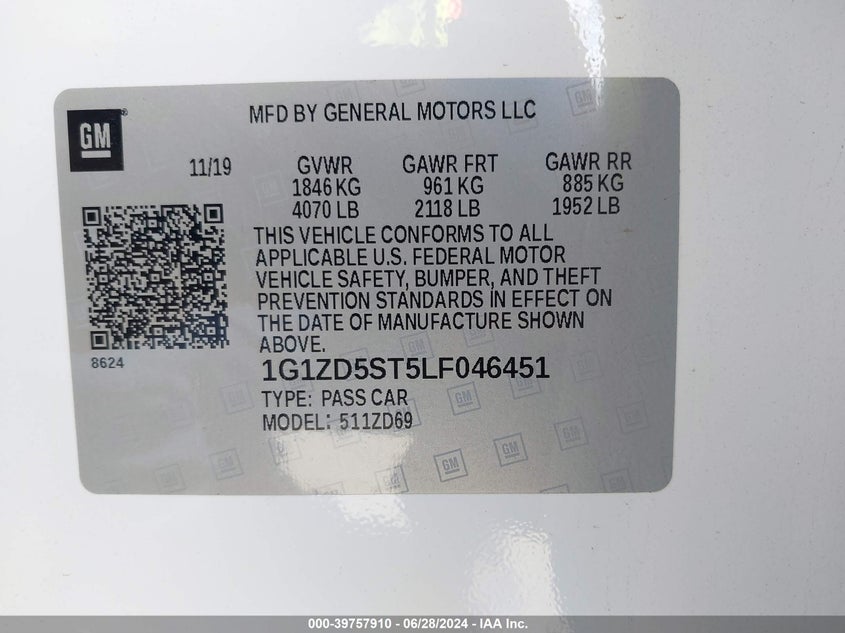 GM®
MFD BY GENERAL MOTORS LLC
11/19 GVWR GAWR FRT GAWR RR
1846 KG 961 KG 885 KG
4070 LB 2118 LB 1952 LB
THIS VEHICLE CONFORMS TO ALL
APPLICABLE U.S. FEDERAL MOTOR
VEHICLE SAFETY, BUMPER, AND THEFT
PREVENTION STANDARDS IN EFFECT ON
THE DATE OF MANUFACTURE SHOWN
ABOVE.
8624
1G1ZD5ST5LF046451
TYPE: PASS CAR
MODEL: 511ZD69
GM
GM
000-39757910 - 06/28/2024 - IAA Inc.